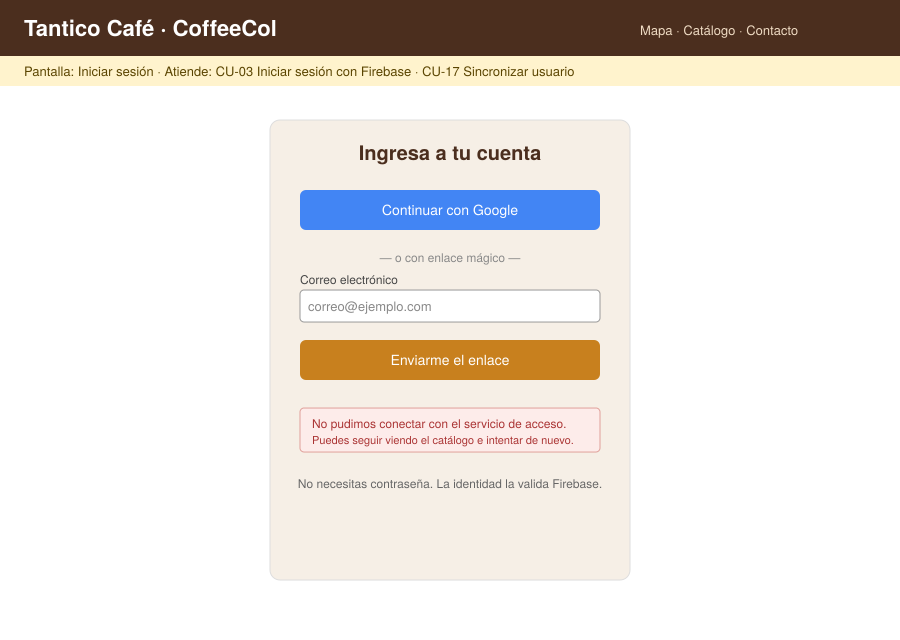 Tantico Café · CoffeeCol
Mapa · Catálogo · Contacto
Pantalla: Iniciar sesión · Atiende: CU-03 Iniciar sesión con Firebase · CU-17 Sincronizar usuario
Ingresa a tu cuenta
Continuar con Google
— o con enlace mágico —
Correo electrónico
correo@ejemplo.com
Enviarme el enlace
No pudimos conectar con el servicio de acceso.
Puedes seguir viendo el catálogo e intentar de nuevo.
No necesitas contraseña. La identidad la valida Firebase.